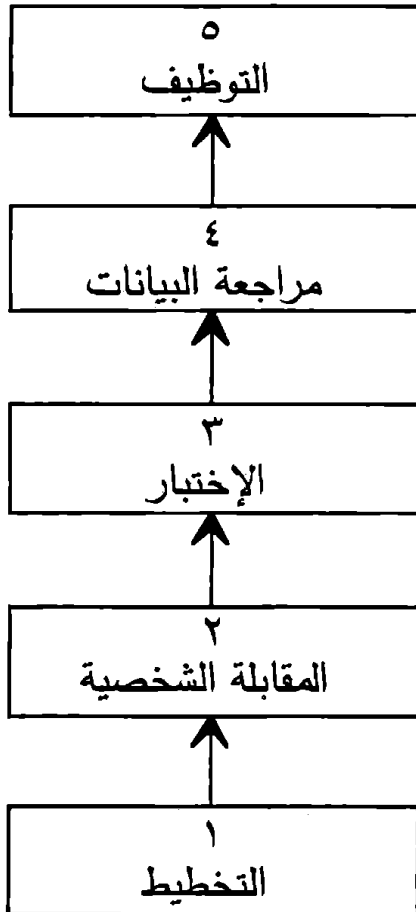 ٥
التوظيف
٤
مراجعة البيانات
٣
الإختبار
٢
المقابلة الشخصية
١
التخطيط